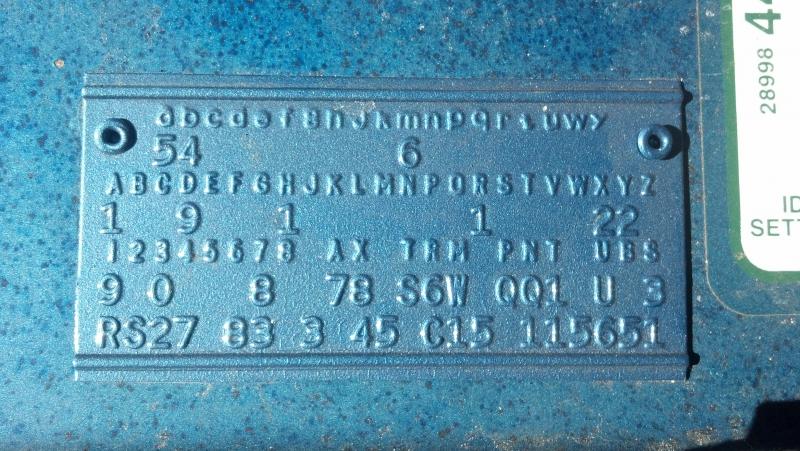 abcdefghjkmnpqrtuwy
54 6
ABCDEFGHJKLMNPQRSTVWXYZ
1 9 1 1 22
12345678 AX TRM PNT UBS
9 0 8 78 S6W QQ1 U 3
RS27 83 3 45 C15 115651
28998